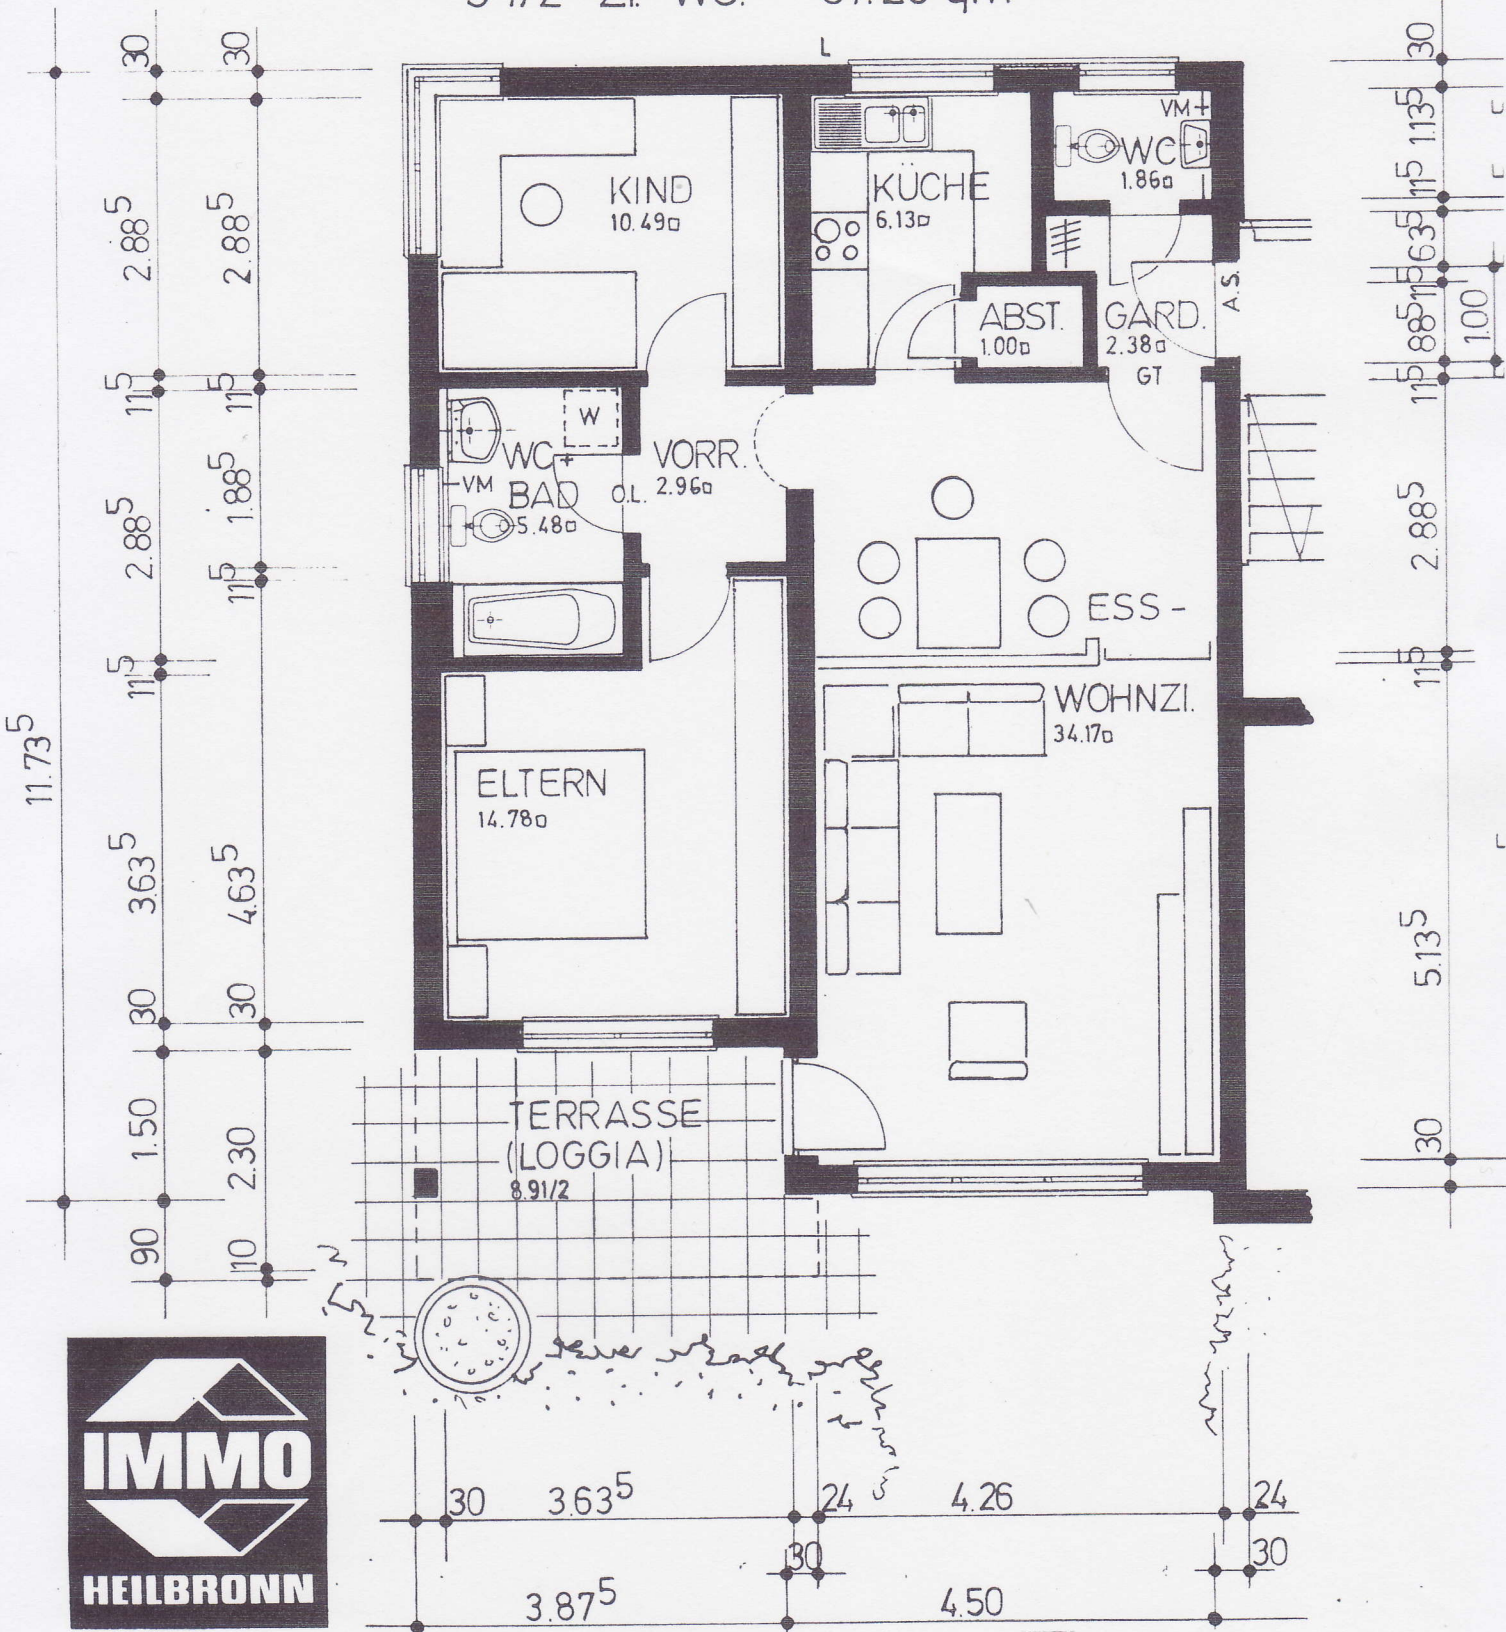 30
30
L
30
VM
WC
1.86
1.13⁵
KIND
10.49
KÜCHE
6.13
11⁵
2.88⁵
2.88⁵
63⁵
11⁵
A.S.
ABST.
1.00
GARD.
2.38
88⁵
1.00
GT
11⁵
11⁵
11⁵
W
WC+
BAD
5.48
VM
O.L.
VORR.
2.96
2.88⁵
1.88⁵
2.88⁵
11⁵
ESS-
11⁵
11⁵
WOHNZI.
34.17
11.73⁵
ELTERN
14.78
3.63⁵
4.63⁵
5.13⁵
30
30
TERRASSE
(LOGGIA)
8.91/2
1.50
2.30
30
90
10
IMMO
HEILBRONN
30
3.63⁵
24
4.26
24
30
30
3.87⁵
4.50